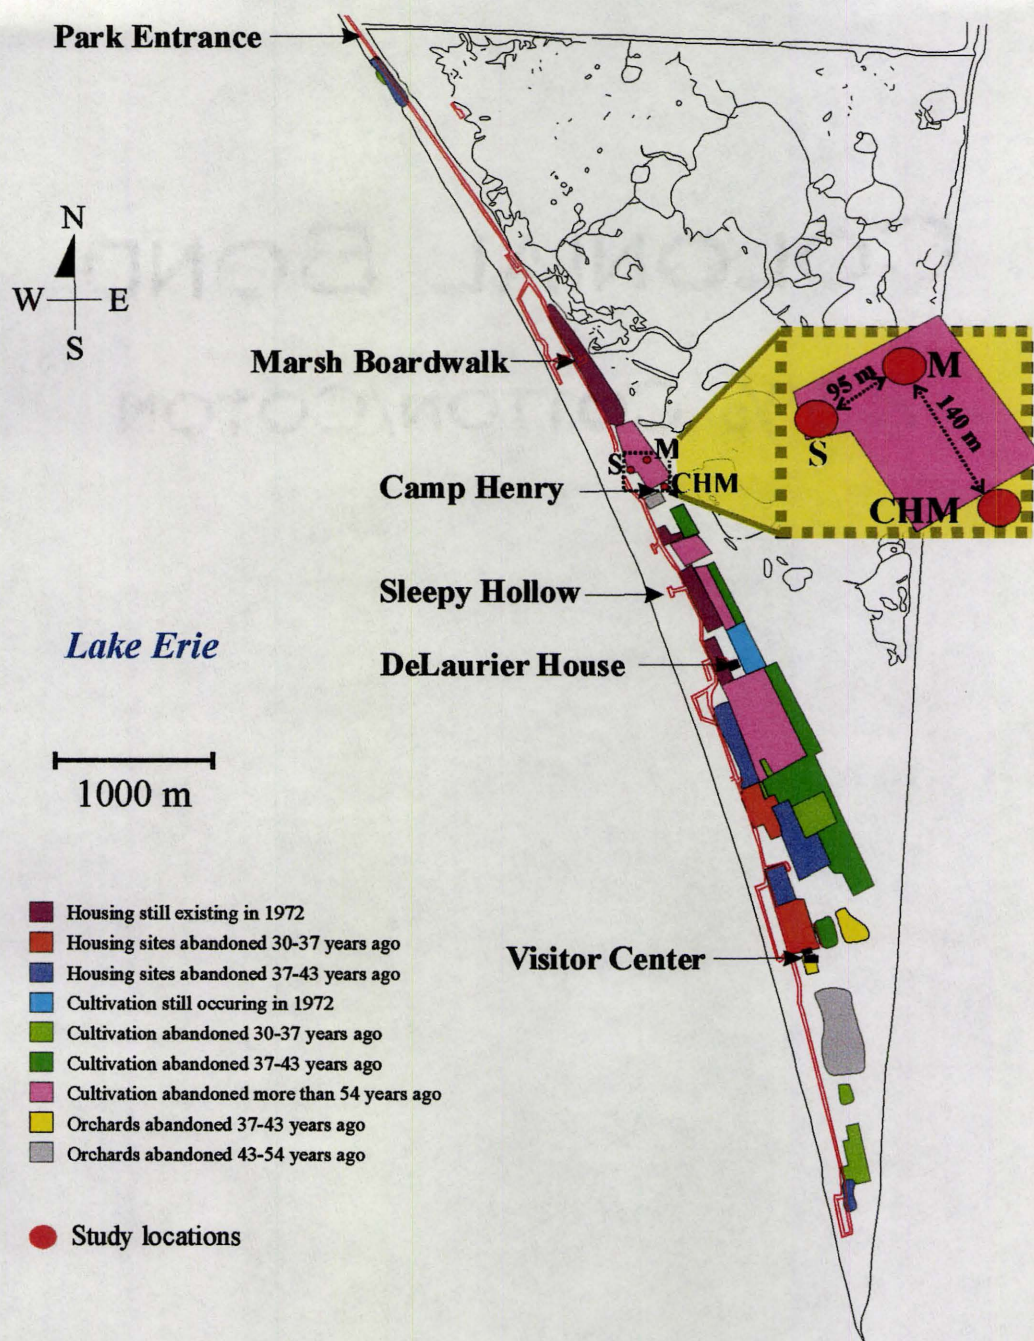 Park Entrance
N
W
E
S
Marsh Boardwalk
M
95 m
140 m
S
S
M
CHM
CHM
Camp Henry
Sleepy Hollow
Lake Erie
DeLaurier House
1000 m
Housing still existing in 1972
Housing sites abandoned 30-37 years ago
Housing sites abandoned 37-43 years ago
Cultivation still occuring in 1972
Cultivation abandoned 30-37 years ago
Cultivation abandoned 37-43 years ago
Cultivation abandoned more than 54 years ago
Orchards abandoned 37-43 years ago
Orchards abandoned 43-54 years ago
Visitor Center
Study locations